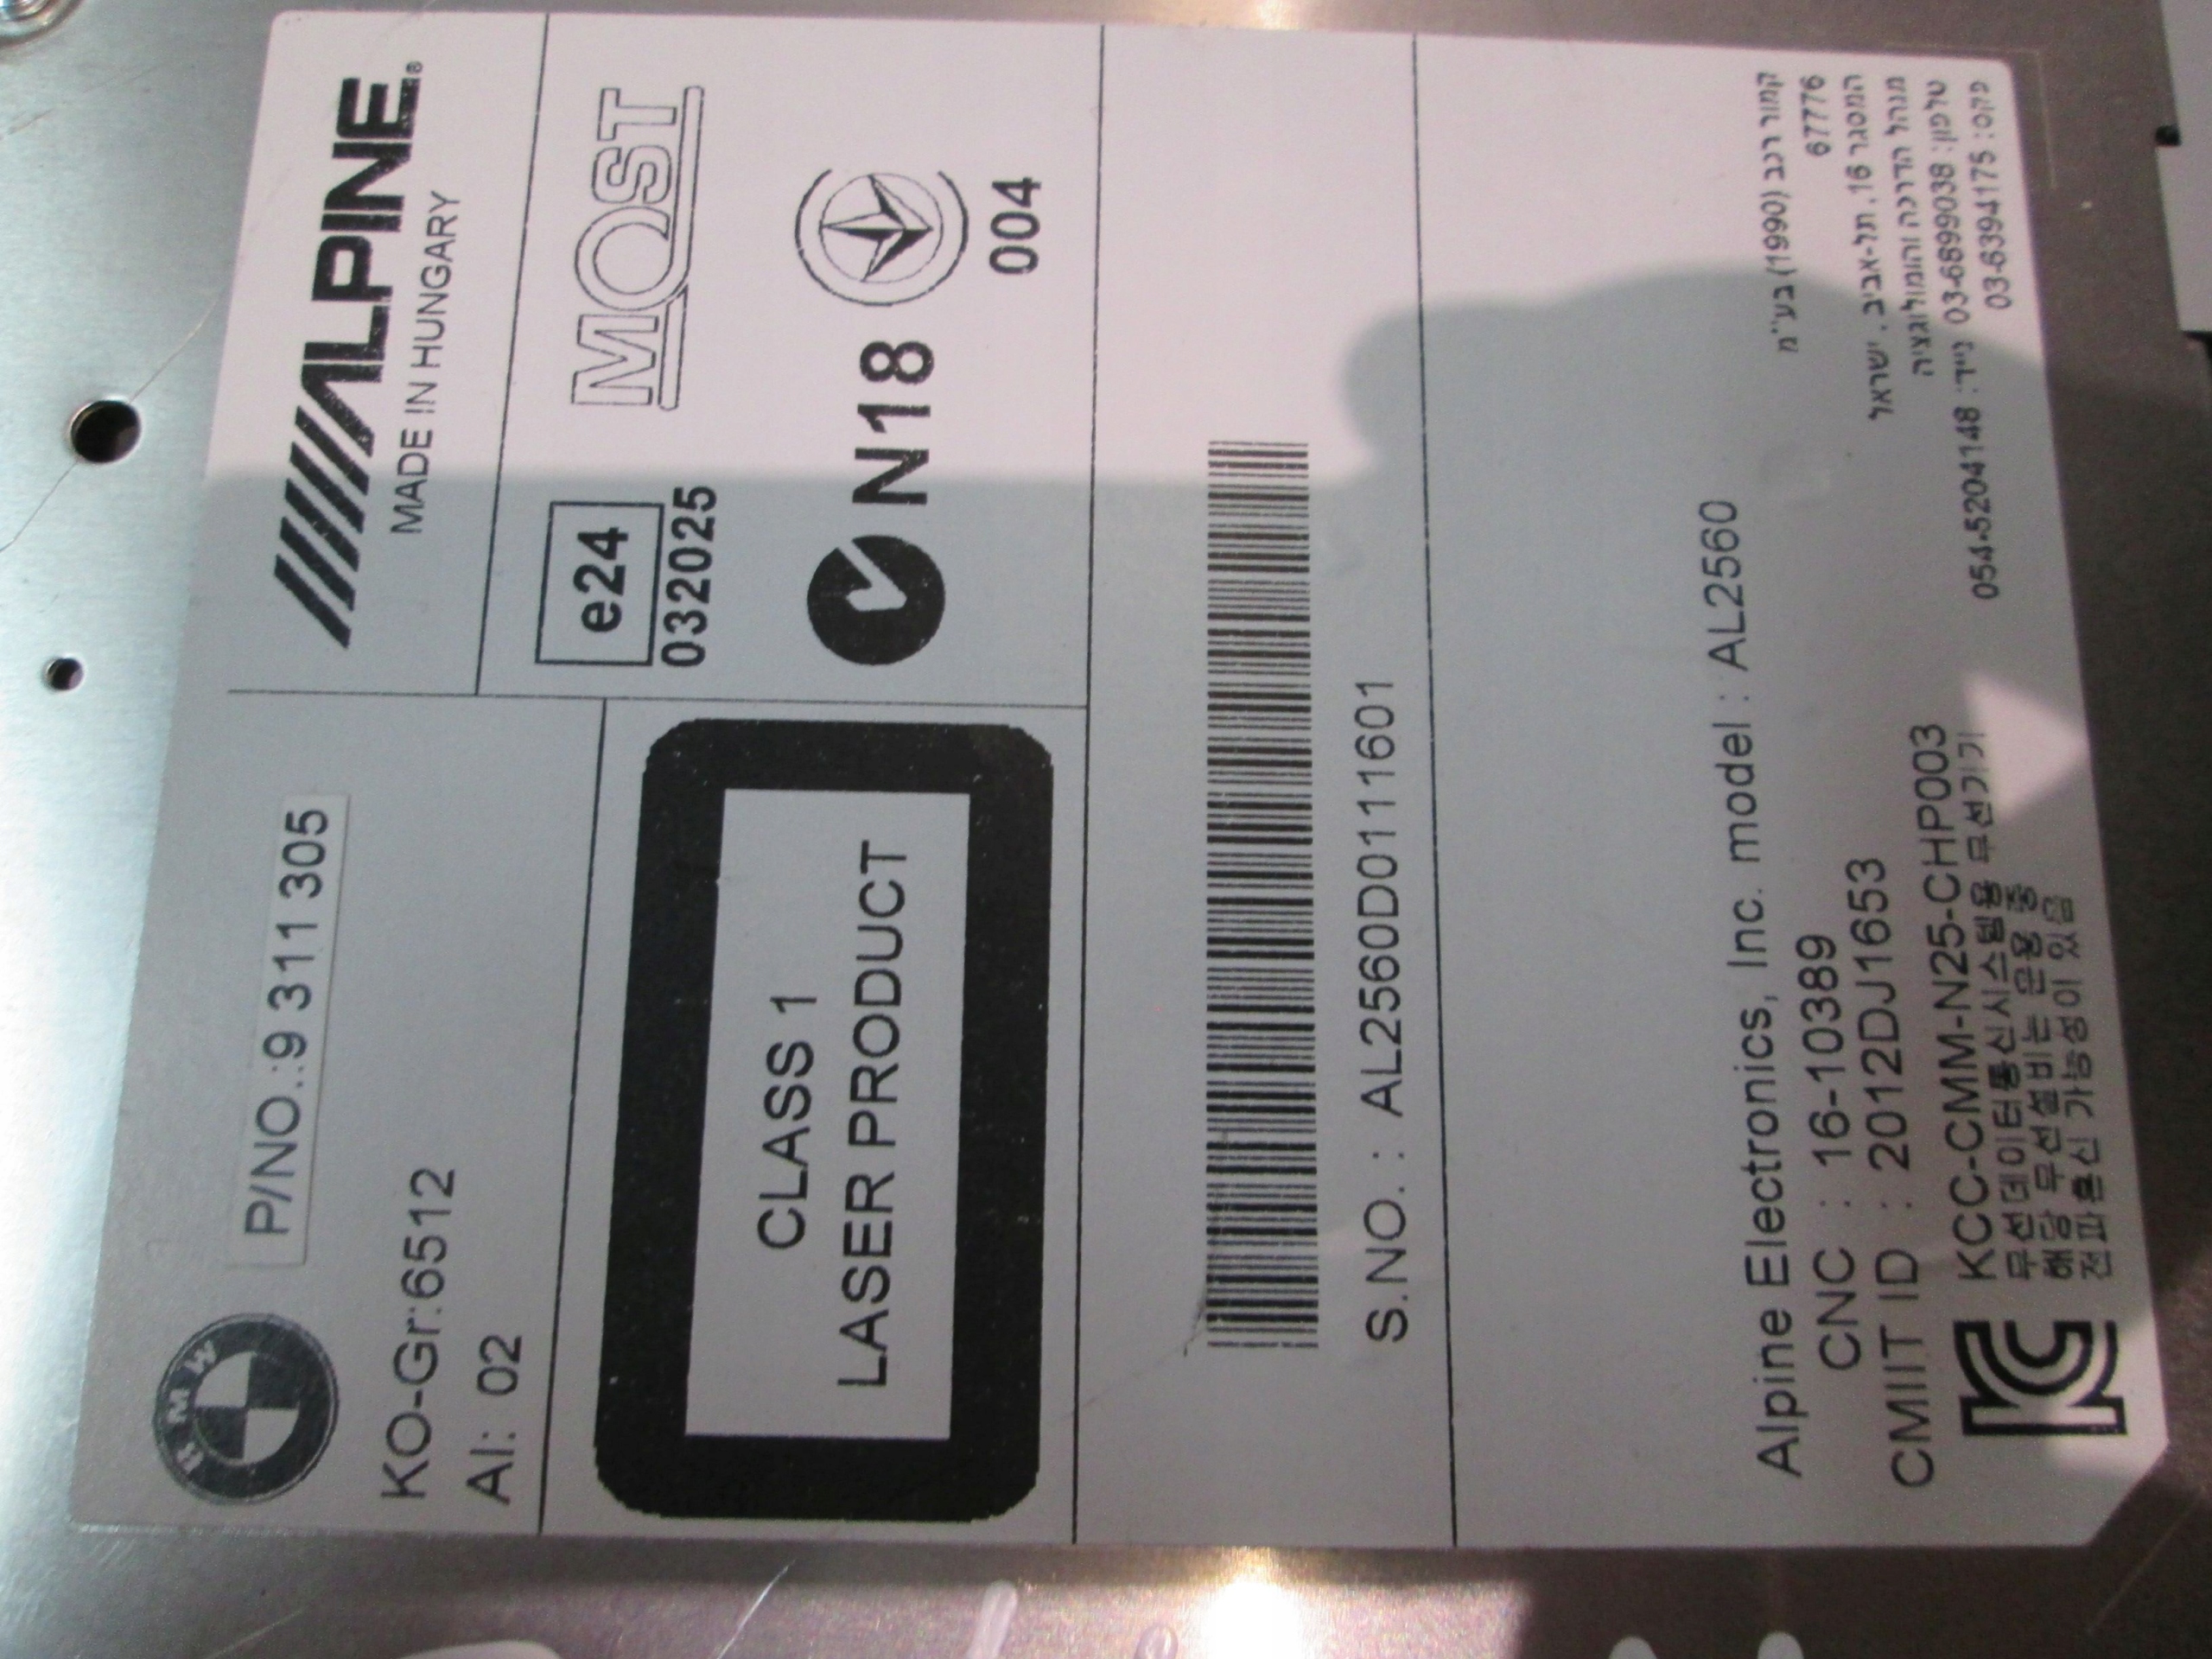 BMW
P/NO.:9 311 305
KO-Gr:6512
AI: 02
ALPINE®
MADE IN HUNGARY
CLASS 1
LASER PRODUCT
e24
032025
MOST
N18
004
S.NO. : AL2560D0111601
Alpine Electronics, Inc. model : AL2560
CNC : 16-10389
CMIIT ID : 2012DJ1653
KCC-CMM-N25-CHP003
무선데이터통신시스템용 무선기기
해당 무선설비는 운용 중
전파혼신 가능성이 있음
קמור רכב (1990) בע"מ
67776
המסגר 16, תל-אביב, ישראל
מנהל הדרכה והומולוגציה
טלפון: 03-6899038 נייד: 054-5204148
פקס: 03-6394175